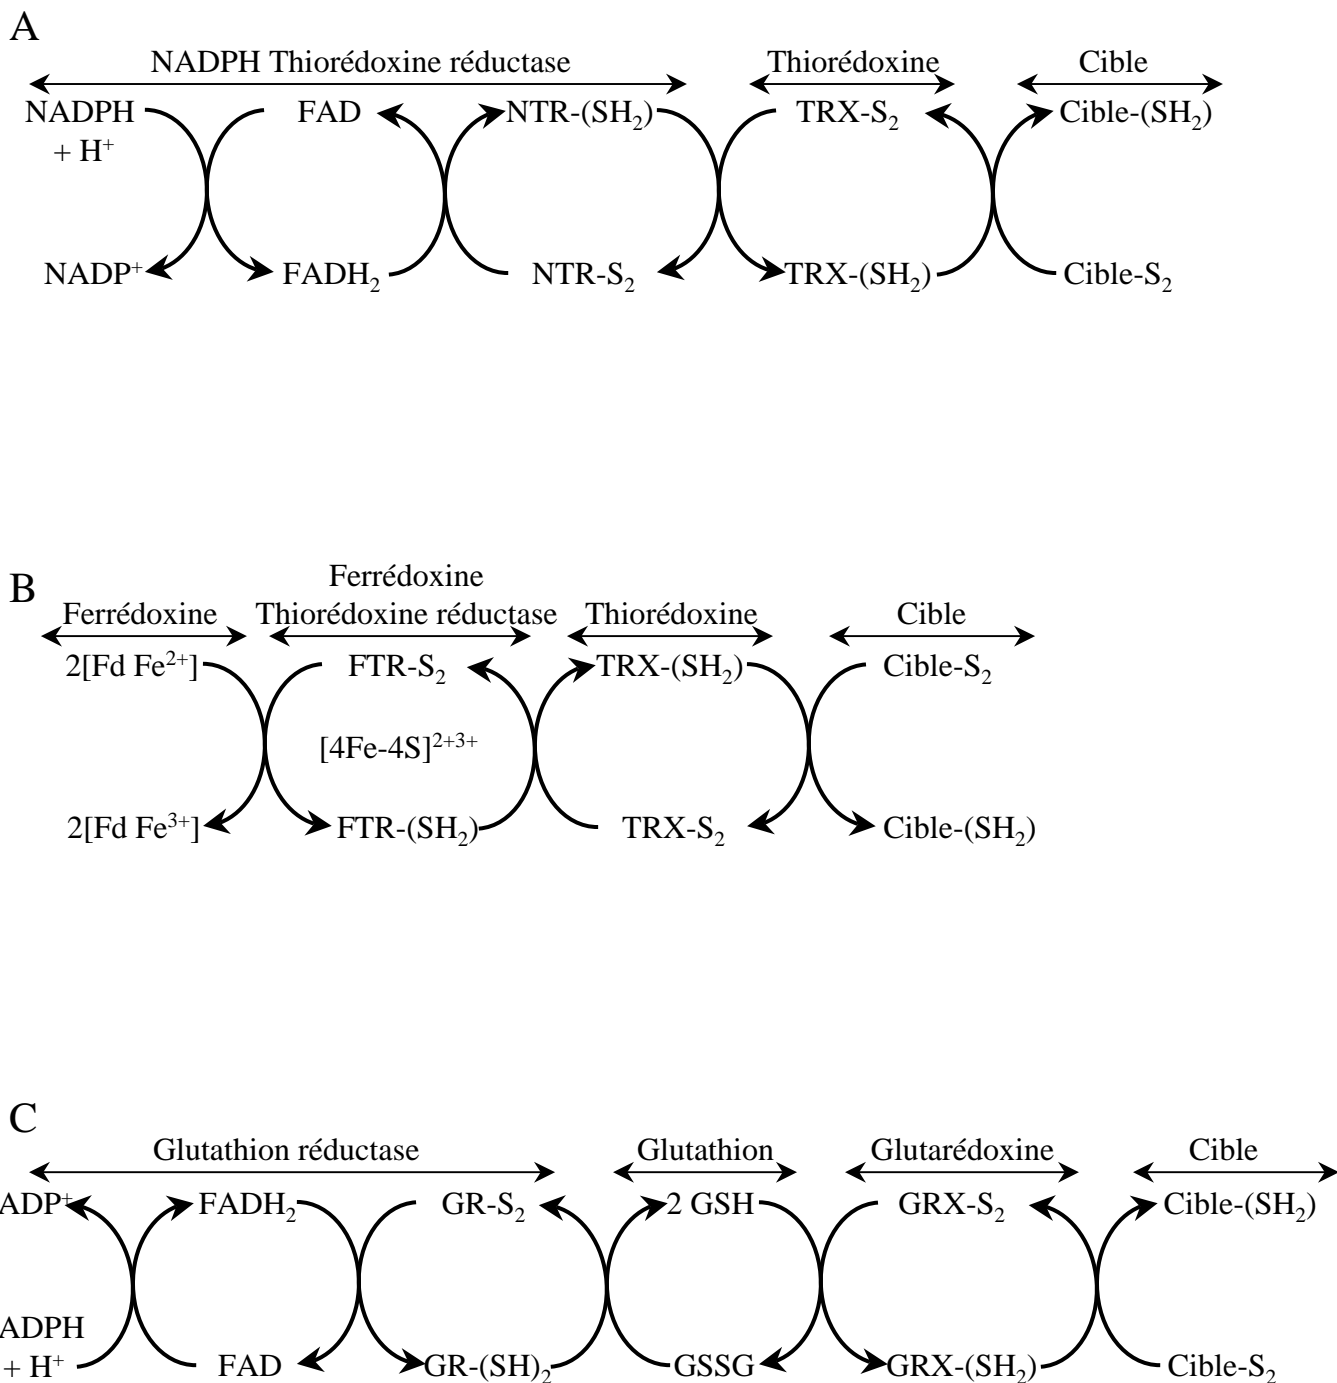 A
NADPH Thiorédoxine réductase Thiorédoxine Cible
NADPH FAD NTR-(SH₂) TRX-S₂ Cible-(SH₂)
+ H⁺
NADP⁺ FADH₂ NTR-S₂ TRX-(SH₂) Cible-S₂
B
Ferrédoxine
Ferrédoxine Thiorédoxine réductase Thiorédoxine Cible
2[Fd Fe²⁺] FTR-S₂ TRX-(SH₂) Cible-S₂
[4Fe-4S]²⁺³⁺
2[Fd Fe³⁺] FTR-(SH₂) TRX-S₂ Cible-(SH₂)
C
Glutathion réductase Glutathion Glutarédoxine Cible
ADP⁺ FADH₂ GR-S₂ 2 GSH GRX-S₂ Cible-(SH₂)
ADPH
+ H⁺ FAD GR-(SH)₂ GSSG GRX-(SH₂) Cible-S₂